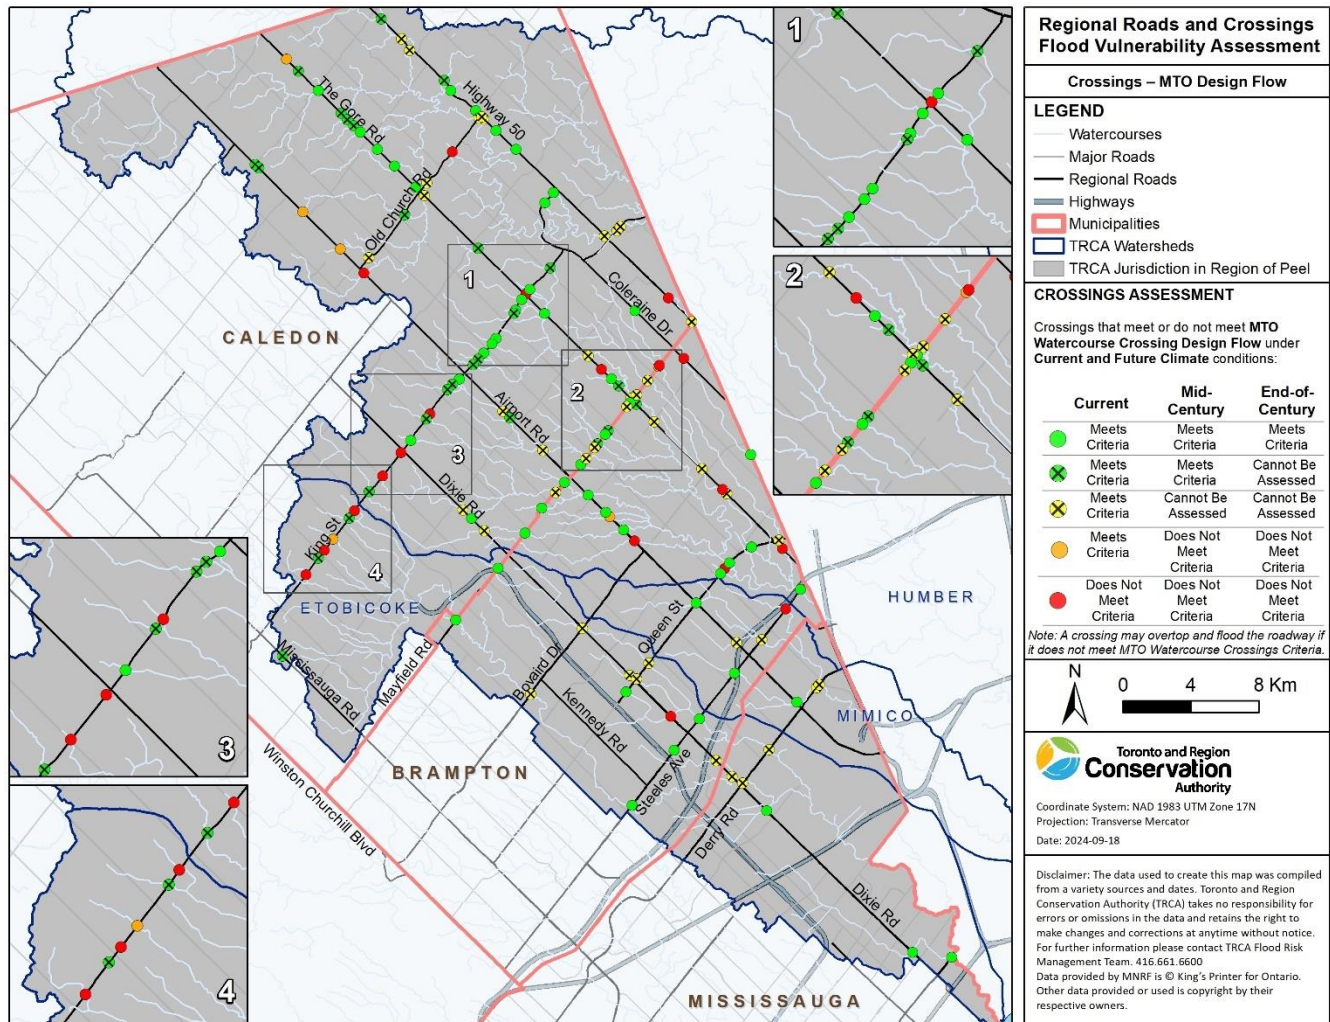 Regional Roads and Crossings
Flood Vulnerability Assessment
Crossings – MTO Design Flow
LEGEND
Watercourses
Major Roads
Regional Roads
Highways
Municipalities
TRCA Watersheds
TRCA Jurisdiction in Region of Peel
CROSSINGS ASSESSMENT
Crossings that meet or do not meet MTO
Watercourse Crossing Design Flow under
Current and Future Climate conditions:
Current
Mid-Century
End-of-Century
Meets Criteria
Meets Criteria
Meets Criteria
Meets Criteria
Meets Criteria
Cannot Be Assessed
Meets Criteria
Cannot Be Assessed
Cannot Be Assessed
Meets Criteria
Does Not Meet Criteria
Does Not Meet Criteria
Does Not Meet Criteria
Does Not Meet Criteria
Does Not Meet Criteria
Note: A crossing may overtop and flood the roadway if
it does not meet MTO Watercourse Crossings Criteria.
N
0 4 8 Km
Toronto and Region
Conservation
Authority
Coordinate System: NAD 1983 UTM Zone 17N
Projection: Transverse Mercator
Date: 2024-09-18
Disclaimer: The data used to create this map was compiled
from a variety sources and dates. Toronto and Region
Conservation Authority (TRCA) takes no responsibility for
errors or omissions in the data and retains the right to
make changes and corrections at anytime without notice.
For further information please contact TRCA Flood Risk
Management Team. 416.661.6600
Data provided by MNRF is © King's Printer for Ontario.
Other data provided or used is copyright by their
respective owners.
The Gore Rd
Highway 50
Old Church Rd
1
CALEDON
Coleraine Dr
2
Airport Rd
3
Dixie Rd
King St
4
ETOBICOKE
HUMBER
Mississauga Rd
Mayfield Rd
Bovaird Dr
Queen St
Kennedy Rd
MIMICO
Winston Churchill Blvd
BRAMPTON
Steeles Ave
Derry Rd
Dixie Rd
MISSISSAUGA
1
2
3
4